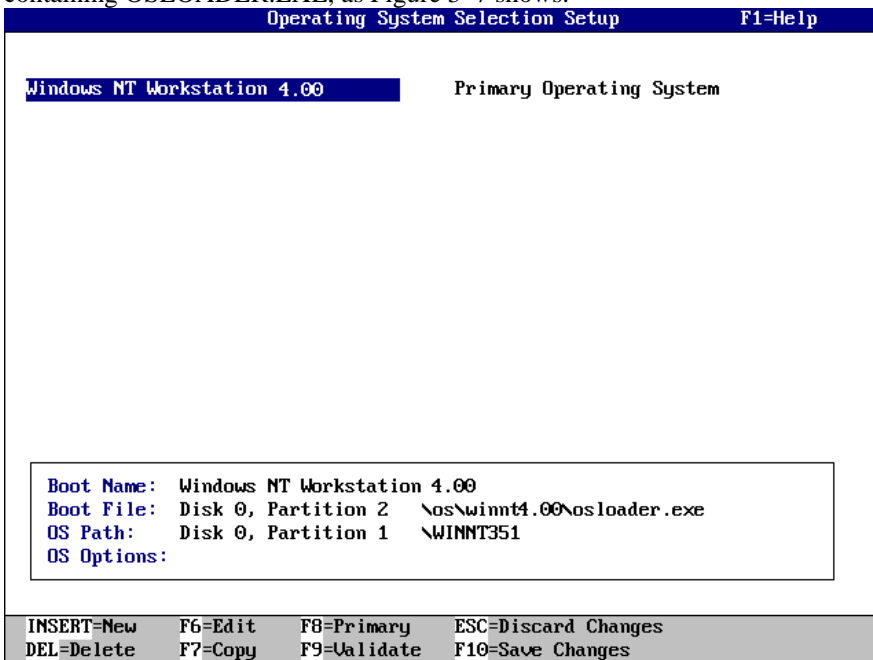 containing OSLOADER.EXE, as Figure 3-7 shows.
Operating System Selection Setup F1=Help
Windows NT Workstation 4.00 Primary Operating System
Boot Name: Windows NT Workstation 4.00
Boot File: Disk 0, Partition 2 \os\winnt4.00\osloader.exe
OS Path: Disk 0, Partition 1 \WINNT351
OS Options:
INSERT=New F6=Edit F8=Primary ESC=Discard Changes
DEL=Delete F7=Copy F9=Validate F10=Save Changes